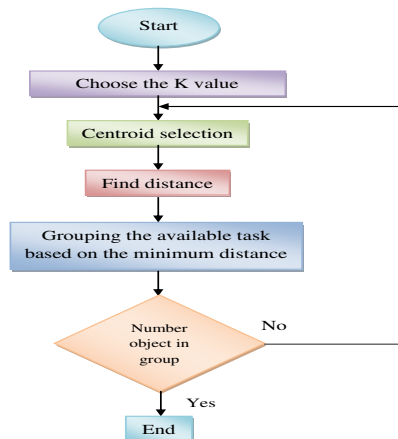 Start
Choose the K value
Centroid selection
Find distance
Grouping the available task
based on the minimum distance
Number
object in
group
No
Yes
End